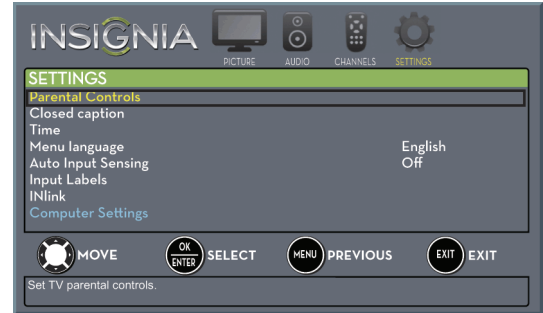 INSIGNIA
PICTURE AUDIO CHANNELS SETTINGS
SETTINGS
Parental Controls
Closed caption
Time
Menu language English
Auto Input Sensing Off
Input Labels
INlink
Computer Settings
MOVE OK ENTER SELECT MENU PREVIOUS EXIT EXIT
Set TV parental controls.